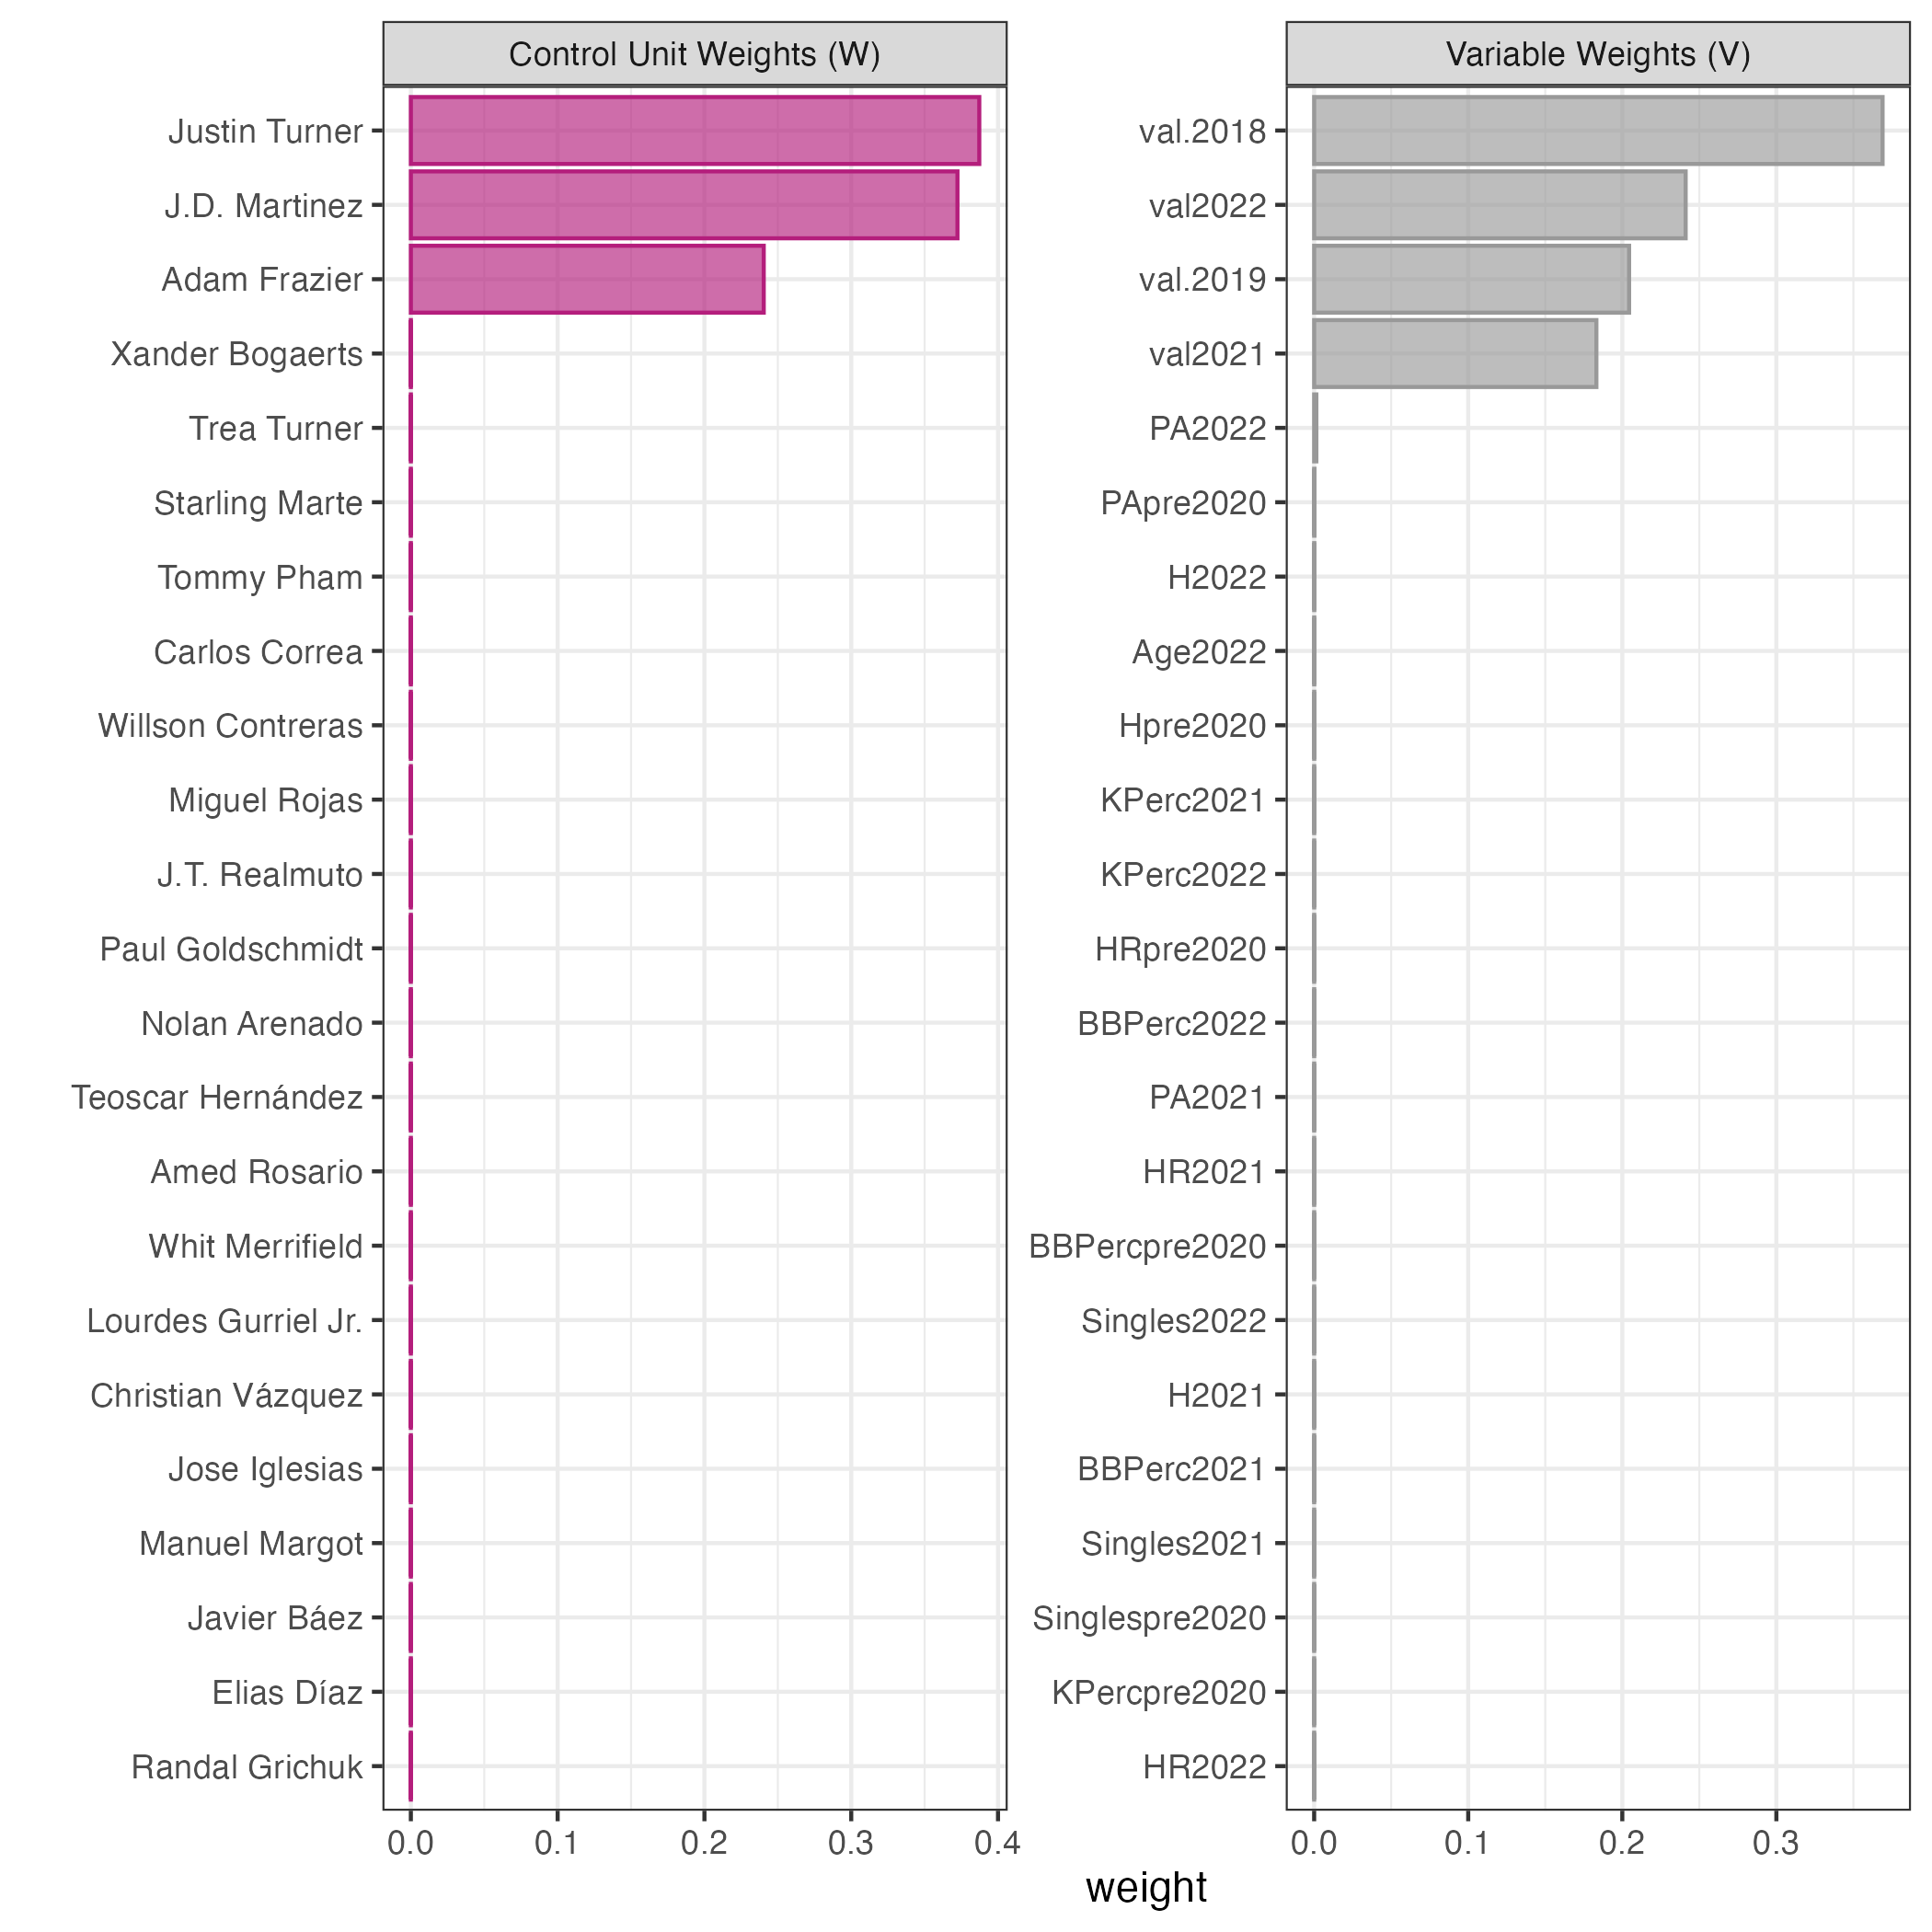 Control Unit Weights (W)
Justin Turner
J.D. Martinez
Adam Frazier
Xander Bogaerts
Trea Turner
Starling Marte
Tommy Pham
Carlos Correa
Willson Contreras
Miguel Rojas
J.T. Realmuto
Paul Goldschmidt
Nolan Arenado
Teoscar Hernández
Amed Rosario
Whit Merrifield
Lourdes Gurriel Jr.
Christian Vázquez
Jose Iglesias
Manuel Margot
Javier Báez
Elias Díaz
Randal Grichuk
0.0 0.1 0.2 0.3 0.4
Variable Weights (V)
val.2018
val2022
val.2019
val2021
PA2022
PApre2020
H2022
Age2022
Hpre2020
KPerc2021
KPerc2022
HRpre2020
BBPerc2022
PA2021
HR2021
BBPercpre2020
Singles2022
H2021
BBPerc2021
Singles2021
Singlespre2020
KPercpre2020
HR2022
0.0 0.1 0.2 0.3
weight